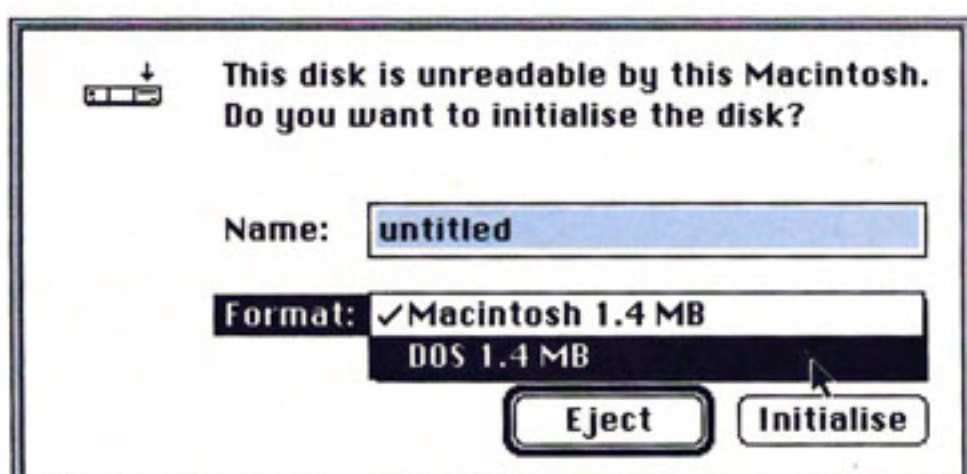 This disk is unreadable by this Macintosh.
Do you want to initialise the disk?
Name: untitled
Format: ✓Macintosh 1.4 MB
DOS 1.4 MB
Eject Initialise